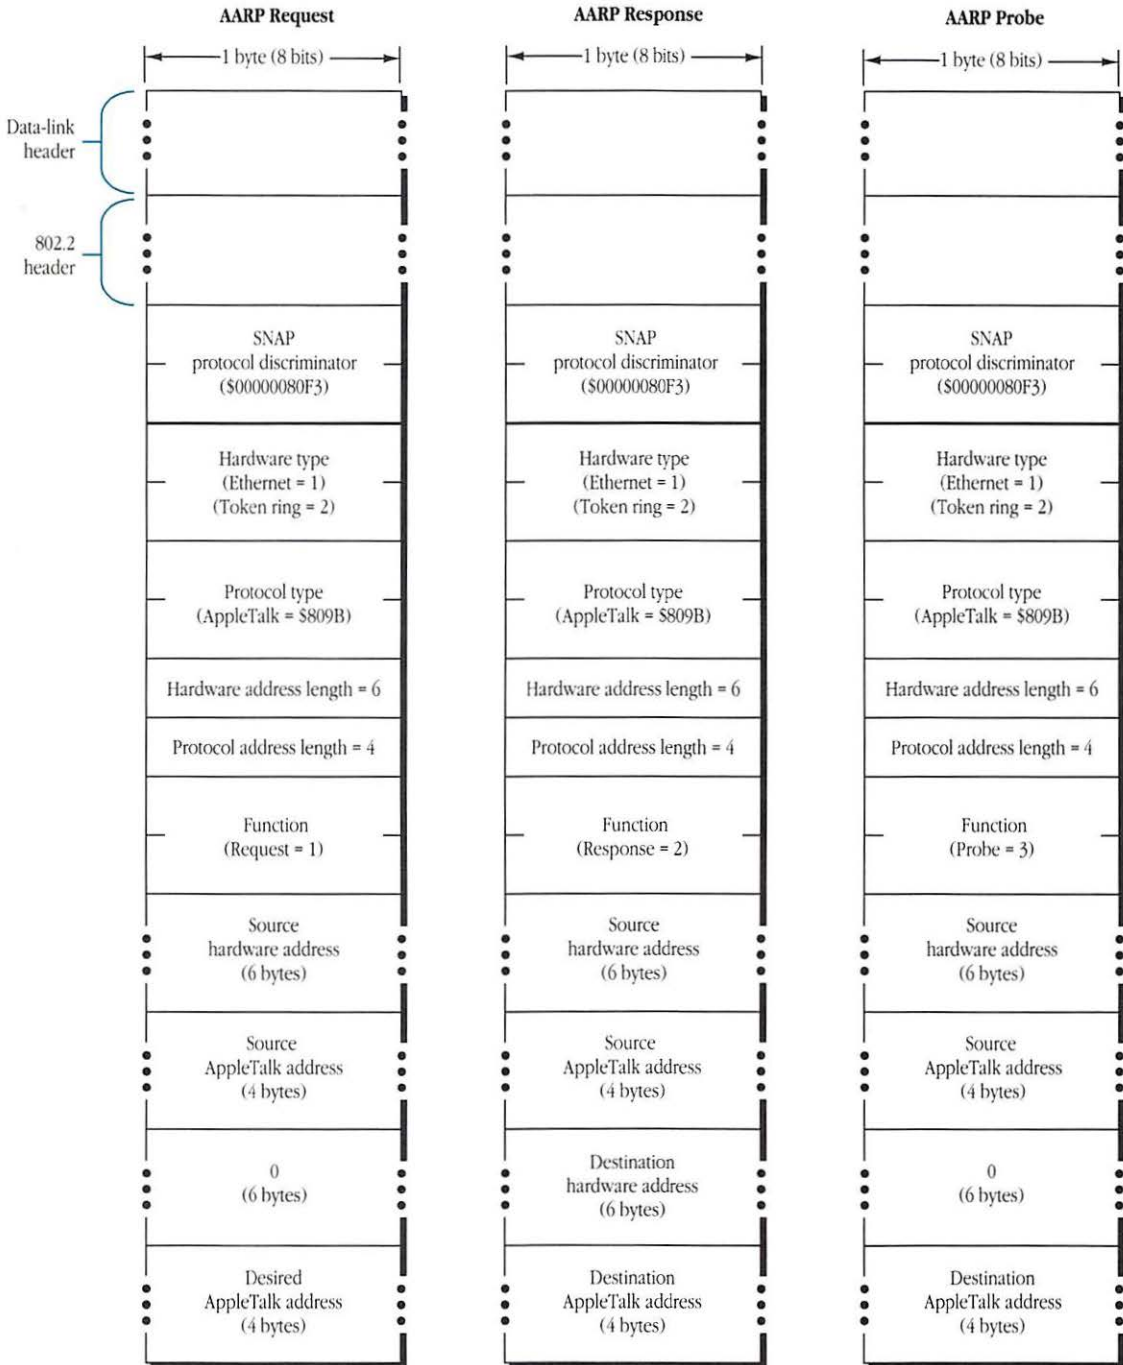 AARP Request
1 byte (8 bits)
Data-link
header
802.2
header
SNAP
protocol discriminator
($00000080F3)
Hardware type
(Ethernet = 1)
(Token ring = 2)
Protocol type
(AppleTalk = $809B)
Hardware address length = 6
Protocol address length = 4
Function
(Request = 1)
Source
hardware address
(6 bytes)
Source
AppleTalk address
(4 bytes)
0
(6 bytes)
Desired
AppleTalk address
(4 bytes)
AARP Response
1 byte (8 bits)
SNAP
protocol discriminator
($00000080F3)
Hardware type
(Ethernet = 1)
(Token ring = 2)
Protocol type
(AppleTalk = $809B)
Hardware address length = 6
Protocol address length = 4
Function
(Response = 2)
Source
hardware address
(6 bytes)
Source
AppleTalk address
(4 bytes)
Destination
hardware address
(6 bytes)
Destination
AppleTalk address
(4 bytes)
AARP Probe
1 byte (8 bits)
SNAP
protocol discriminator
($00000080F3)
Hardware type
(Ethernet = 1)
(Token ring = 2)
Protocol type
(AppleTalk = $809B)
Hardware address length = 6
Protocol address length = 4
Function
(Probe = 3)
Source
hardware address
(6 bytes)
Source
AppleTalk address
(4 bytes)
0
(6 bytes)
Destination
AppleTalk address
(4 bytes)